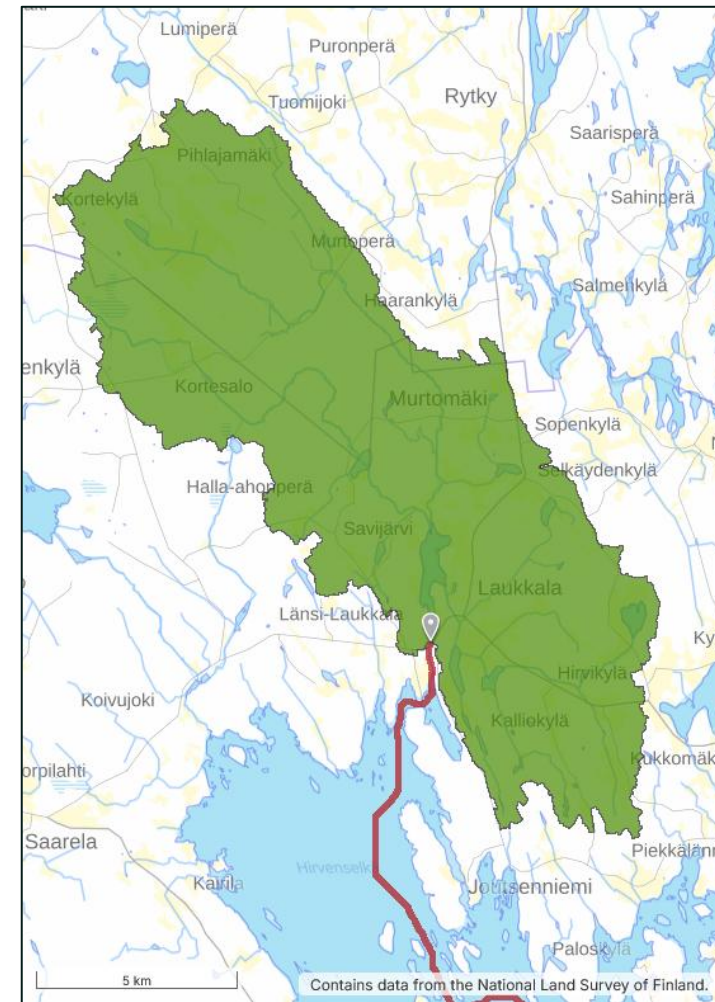 Lumiperä
Puronperä
Rytky
Tuomijoki
Saarisperä
Pihlajamäki
Sahinperä
Kortekylä
Murtoperä
Salmenkylä
Haarankylä
enkylä
Kortesalo
Murtomäki
Sopenkylä
Selkäydenkylä
Halla-ahonperä
Savijärvi
Laukkala
Länsi-Laukkala
Ky
Hirvikylä
Koivujoki
Kalliokylä
orpilahti
Kukkomäk
Saarela
Piekkälänn
Hirvenselkä
Kairila
Joutsenniemi
Paloskylä
5 km
Contains data from the National Land Survey of Finland.